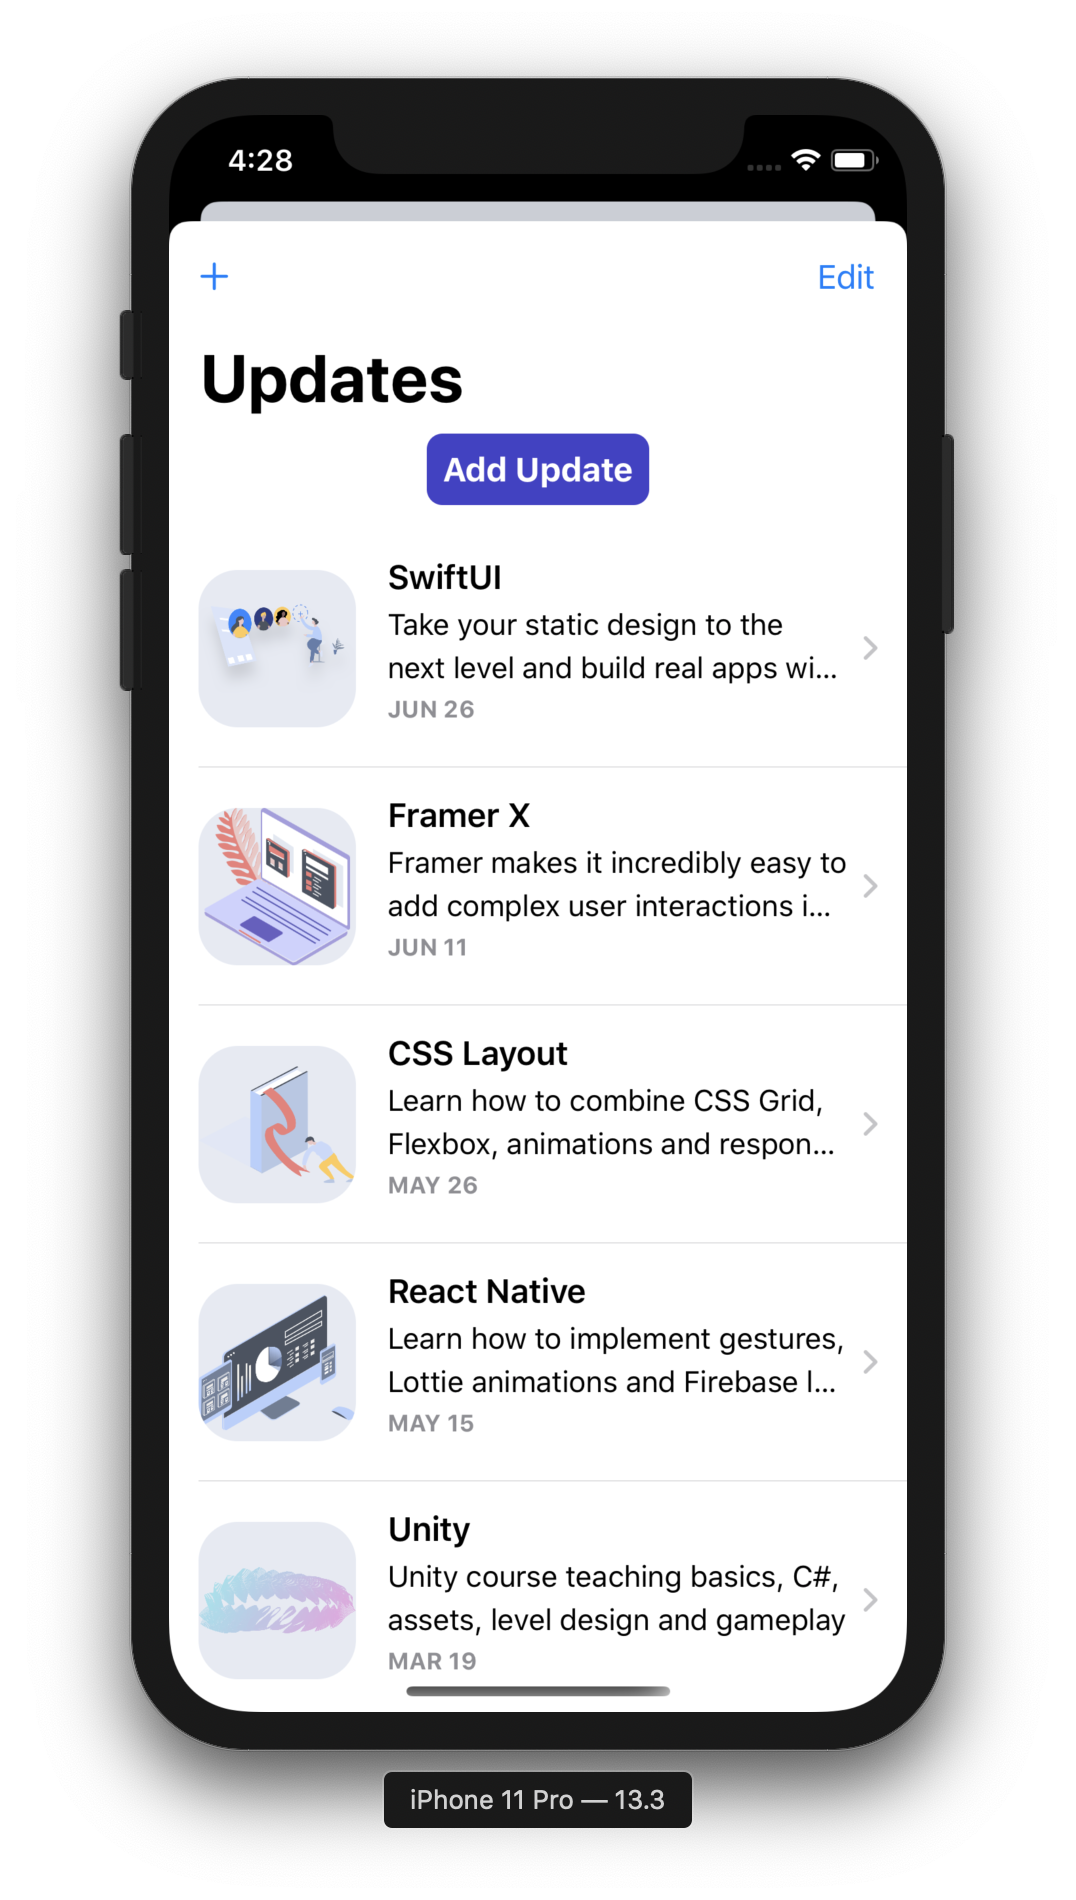 4:28
+
Edit
Updates
Add Update
SwiftUI
Take your static design to the
next level and build real apps wi...
JUN 26
Framer X
Framer makes it incredibly easy to
add complex user interactions i...
JUN 11
CSS Layout
Learn how to combine CSS Grid,
Flexbox, animations and respon...
MAY 26
React Native
Learn how to implement gestures,
Lottie animations and Firebase l...
MAY 15
Unity
Unity course teaching basics, C#,
assets, level design and gameplay
MAR 19
iPhone 11 Pro — 13.3